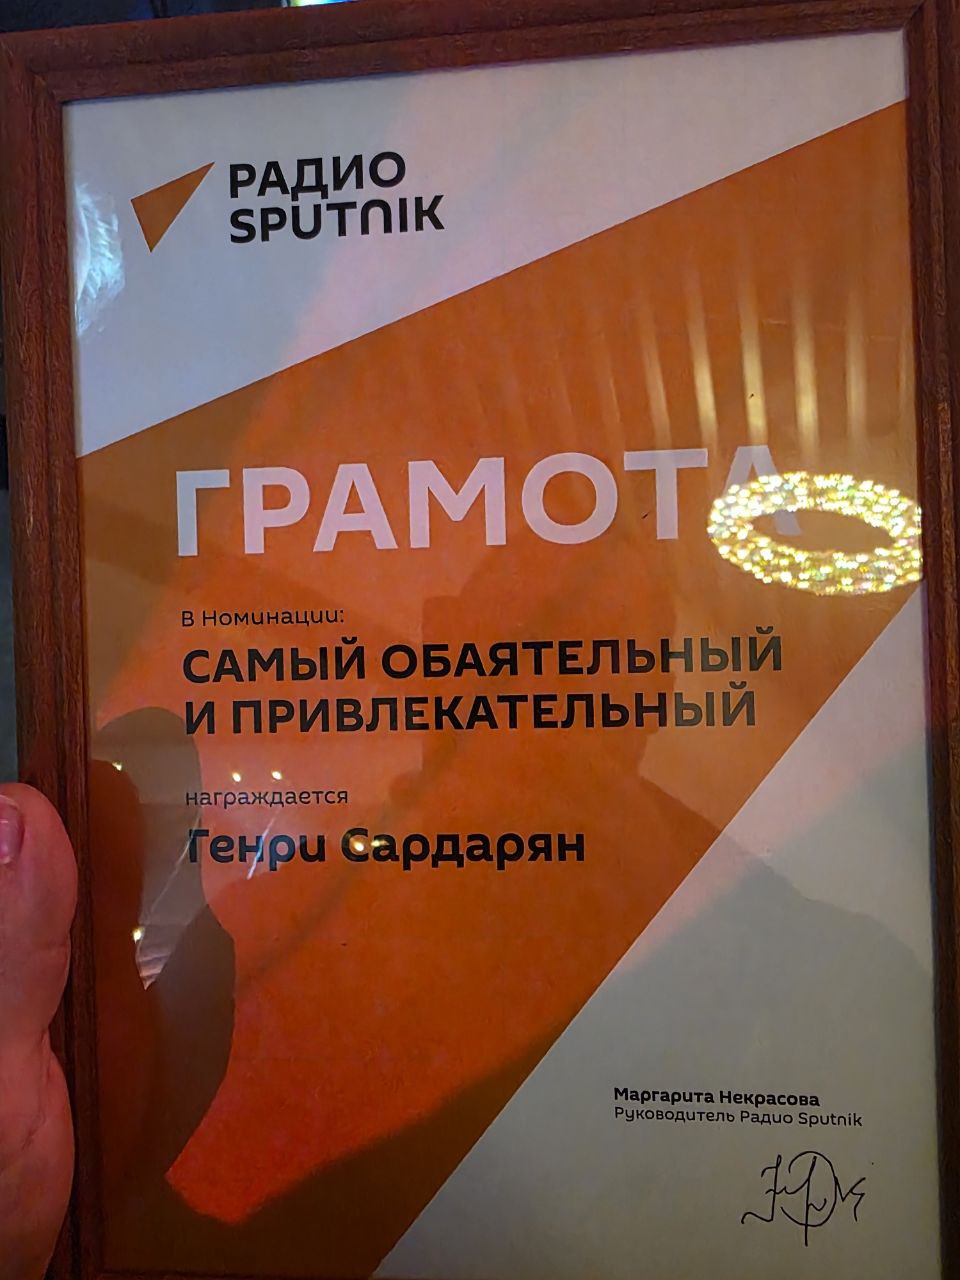 РАДИО
SPUTNIK
ГРАМОТА
В Номинации:
САМЫЙ ОБАЯТЕЛЬНЫЙ
И ПРИВЛЕКАТЕЛЬНЫЙ
награждается
Генри Сардарян
Маргарита Некрасова
Руководитель Радио Sputnik